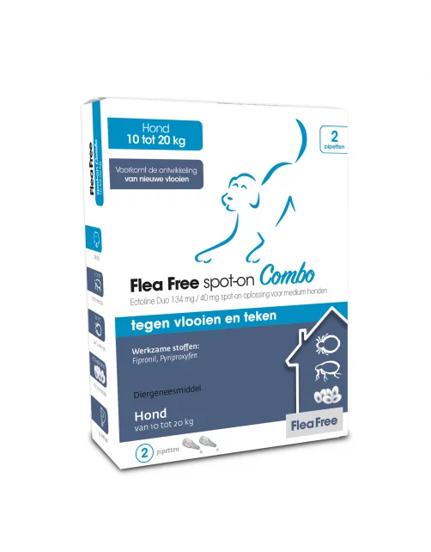 Hond
10 tot 20 kg
2
pipetten
Voorkomt de ontwikkeling
van nieuwe vlooien
Flea Free
Flea Free spot-on Combo
Ectoline Duo 134 mg / 40 mg spot-on oplossing voor medium honden
tegen vlooien en teken
Werkzame stoffen:
Fipronil, Pyriproxyfen
Diergeneesmiddel
Hond
van 10 tot 20 kg
Flea Free
2 pipetten